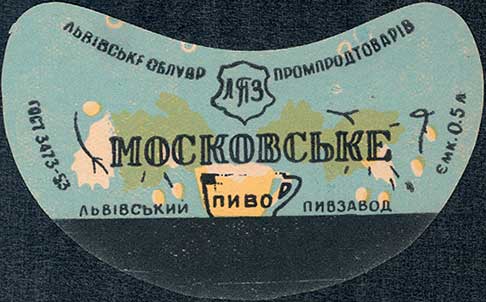 ЛЬВІВСЬКЕ ОБЛУПР ПРОМПРОДТОВАРІВ
ЛПЗ
ГОСТ 3473-53
Ємк. 0,5 л
МОСКОВСЬКЕ
ПИВО
ЛЬВІВСЬКИЙ ПИВЗАВОД